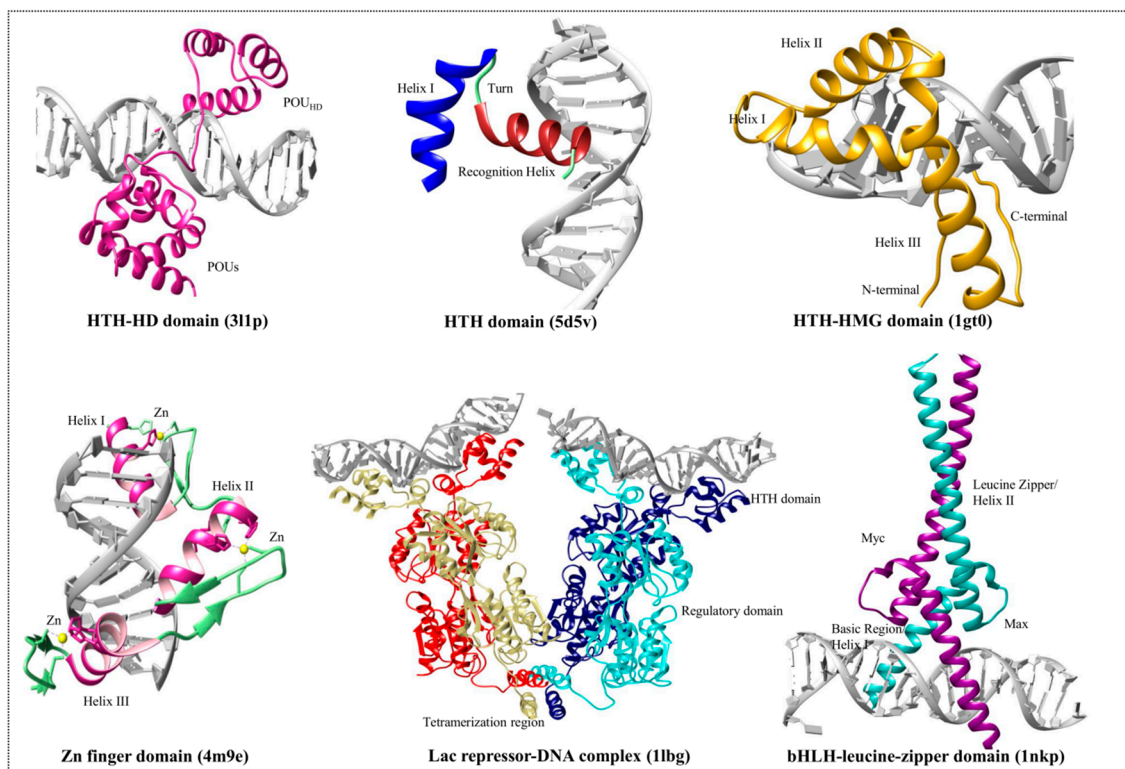 POUHD
POUs
HTH-HD domain (3l1p)
Helix I
Turn
Recognition Helix
HTH domain (5d5v)
Helix II
Helix I
Helix III
C-terminal
N-terminal
HTH-HMG domain (1gt0)
Helix I
Zn
Helix II
Zn
Zn
Helix III
Zn finger domain (4m9e)
HTH domain
Regulatory domain
Tetramerization region
Lac repressor-DNA complex (1lbg)
Leucine Zipper/
Helix II
Myc
Max
Basic Region/
Helix I
bHLH-leucine-zipper domain (1nkp)